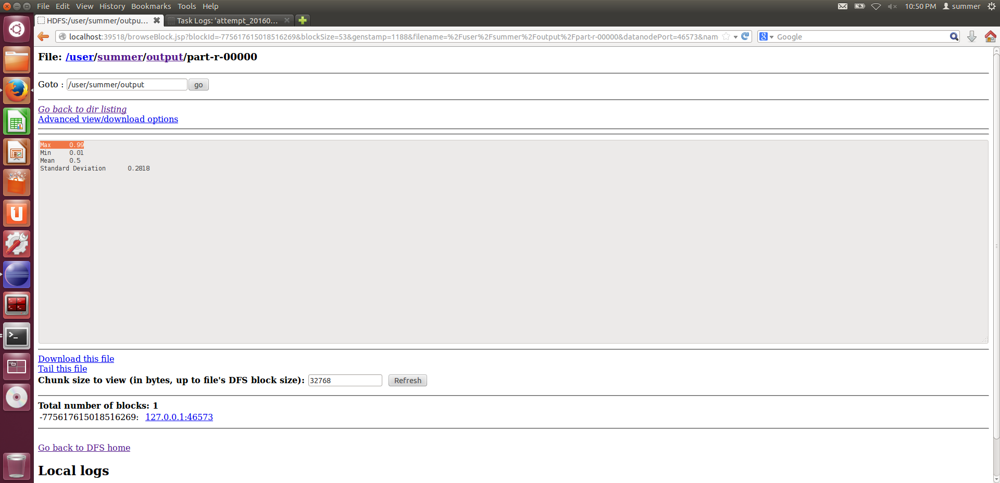 File Edit View History Bookmarks Tools Help 10:50 PM summer
HDFS:/user/summer/outpu... Task Logs: 'attempt_20160...
localhost:39518/browseBlock.jsp?blockId=-775617615018516269&blockSize=53&genstamp=1188&filename=%2Fuser%2Fsummer%2Foutput%2Fpart-r-00000&datanodePort=46573&nam Google
File: /user/summer/output/part-r-00000
Goto : /user/summer/output go
Go back to dir listing
Advanced view/download options
Max 0.99
Min 0.01
Mean 0.5
Standard Deviation 0.2818
Download this file
Tail this file
Chunk size to view (in bytes, up to file's DFS block size): 32768 Refresh
Total number of blocks: 1
-775617615018516269: 127.0.0.1:46573
Go back to DFS home
Local logs